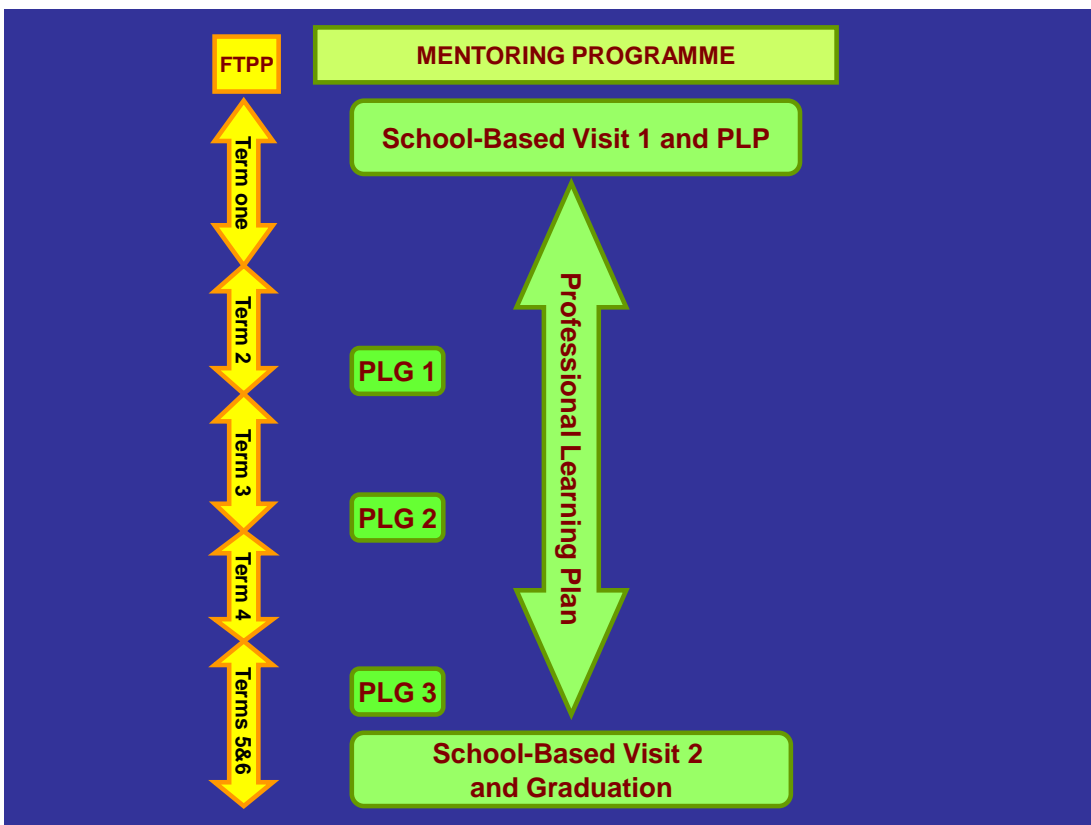 FTPP
MENTORING PROGRAMME
School-Based Visit 1 and PLP
Term one
Term 2
PLG 1
Professional Learning Plan
Term 3
PLG 2
Term 4
Terms 5&6
PLG 3
School-Based Visit 2
and Graduation